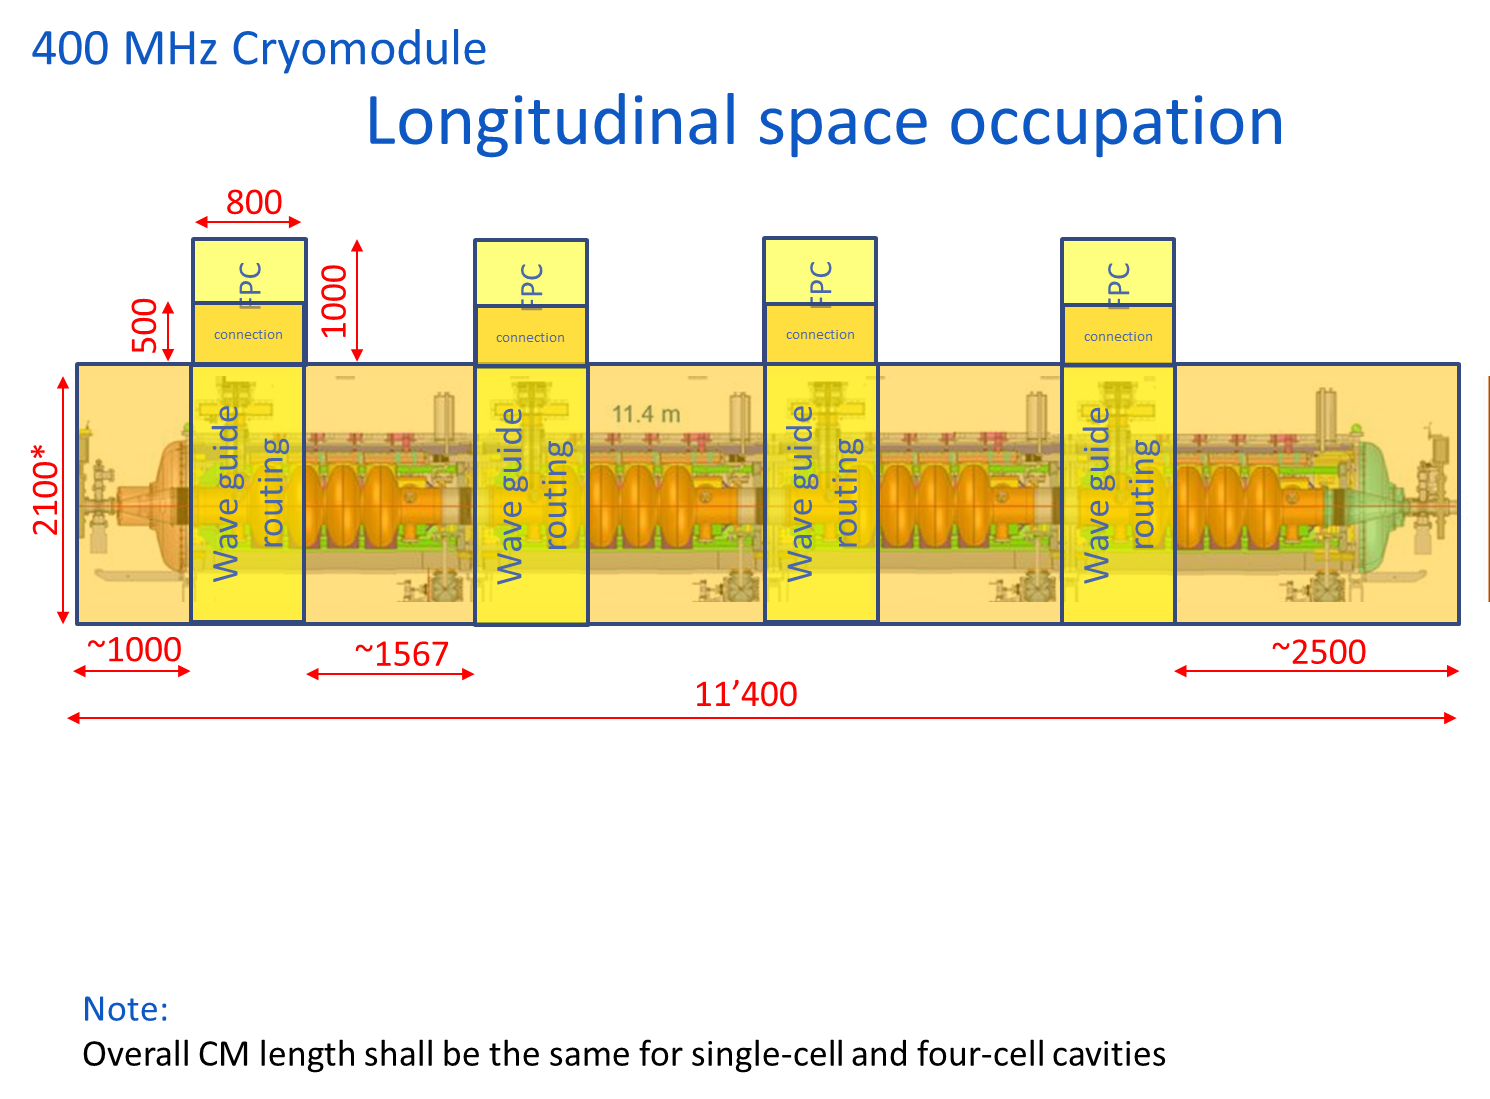 400 MHz Cryomodule
Longitudinal space occupation
800
FPC
FPC
FPC
FPC
1000
500
connection
connection
connection
connection
11.4 m
2100*
Wave guide
routing
Wave guide
routing
Wave guide
routing
Wave guide
routing
~1000
~1567
~2500
11’400
Note:
Overall CM length shall be the same for single-cell and four-cell cavities